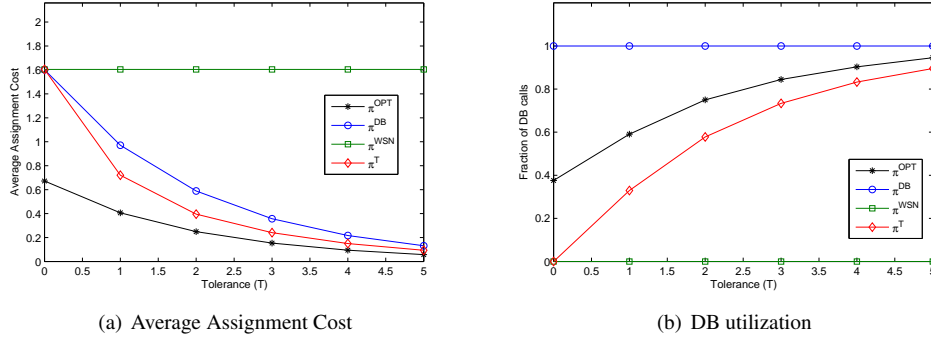 2
1.8
1.6
1.4
1.2
1
0.8
0.6
0.4
0.2
0
Average Assignment Cost
0 0.5 1 1.5 2 2.5 3 3.5 4 4.5 5
Tolerance (T)
π^OPT
π^DB
π^WSN
π^T
(a) Average Assignment Cost
1
0.8
0.6
0.4
0.2
0
Fraction of DB calls
0 0.5 1 1.5 2 2.5 3 3.5 4 4.5 5
Tolerance (T)
π^OPT
π^DB
π^WSN
π^T
(b) DB utilization